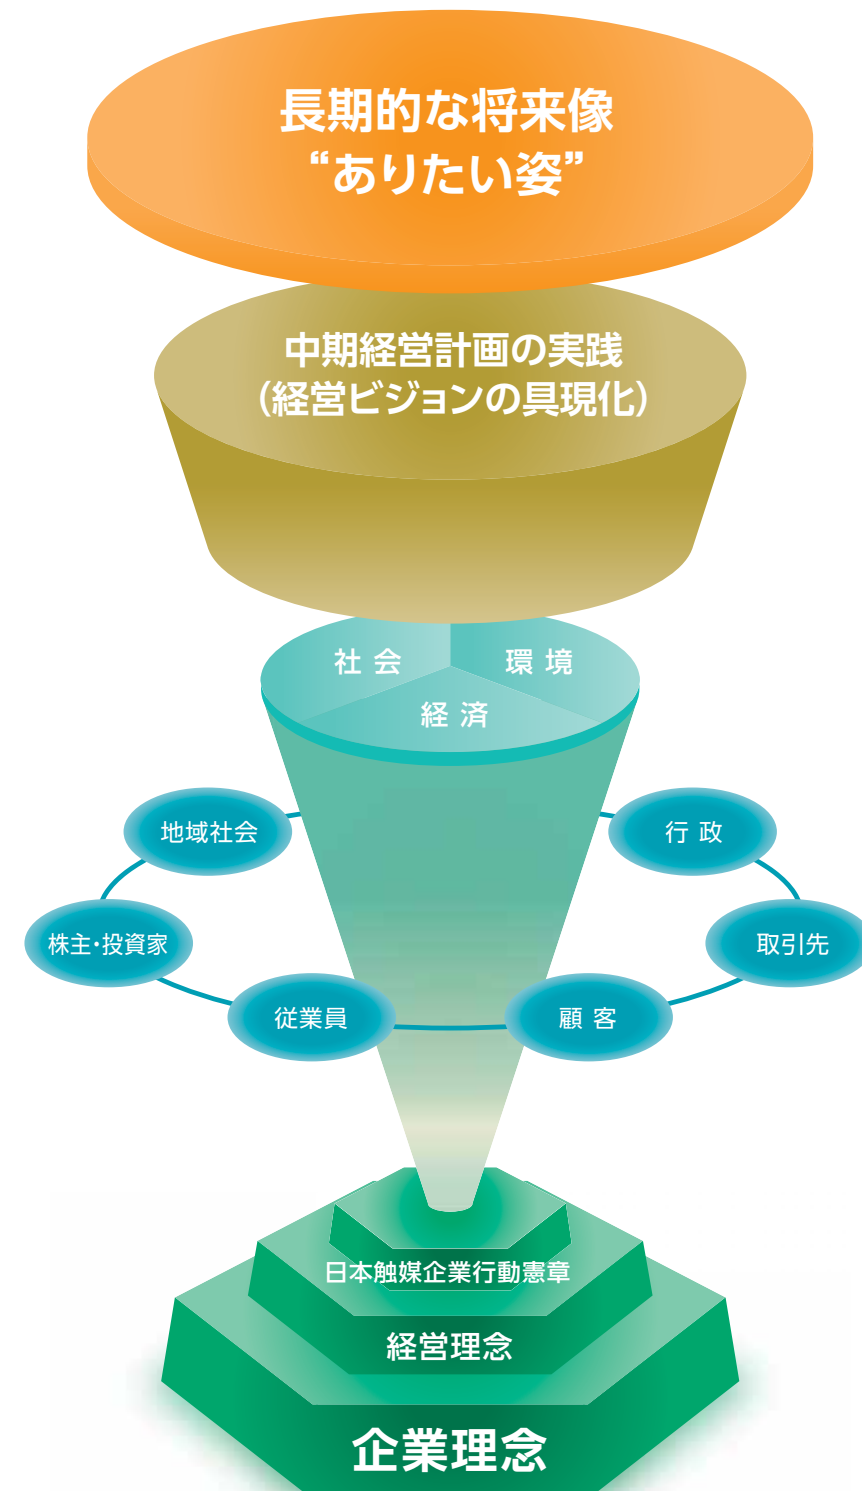 長期的な将来像
“ありたい姿”
中期経営計画の実践
（経営ビジョンの具現化）
社 会
環 境
経 済
地域社会
行 政
株主・投資家
取引先
従業員
顧 客
日本触媒企業行動憲章
経営理念
企業理念